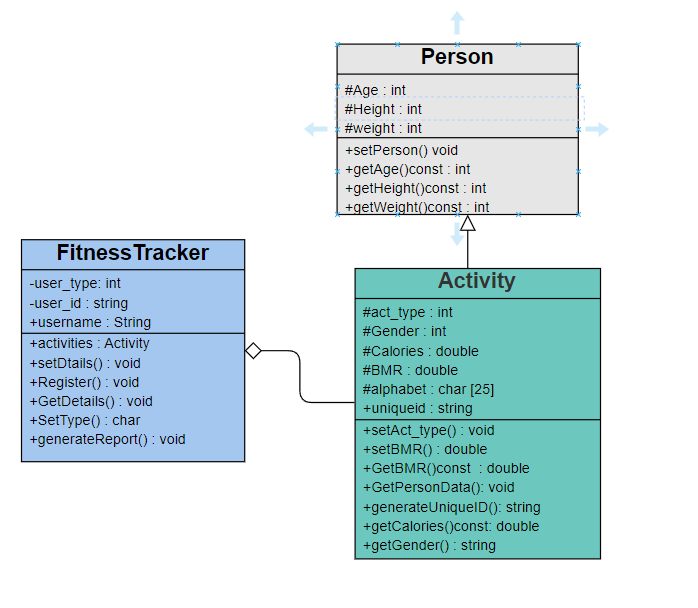 Person
#Age : int
#Height : int
#weight : int
+setPerson() void
+getAge()const : int
+getHeight()const : int
+getWeight()const : int
FitnessTracker
-user_type: int
-user_id : string
+username : String
+activities : Activity
+setDtails() : void
+Register() : void
+GetDetails() : void
+SetType() : char
+generateReport() : void
Activity
#act_type : int
#Gender : int
#Calories : double
#BMR : double
#alphabet : char [25]
+uniqueid : string
+setAct_type() : void
+setBMR() : double
+GetBMR()const : double
+GetPersonData(): void
+generateUniqueID(): string
+getCalories()const: double
+getGender() : string